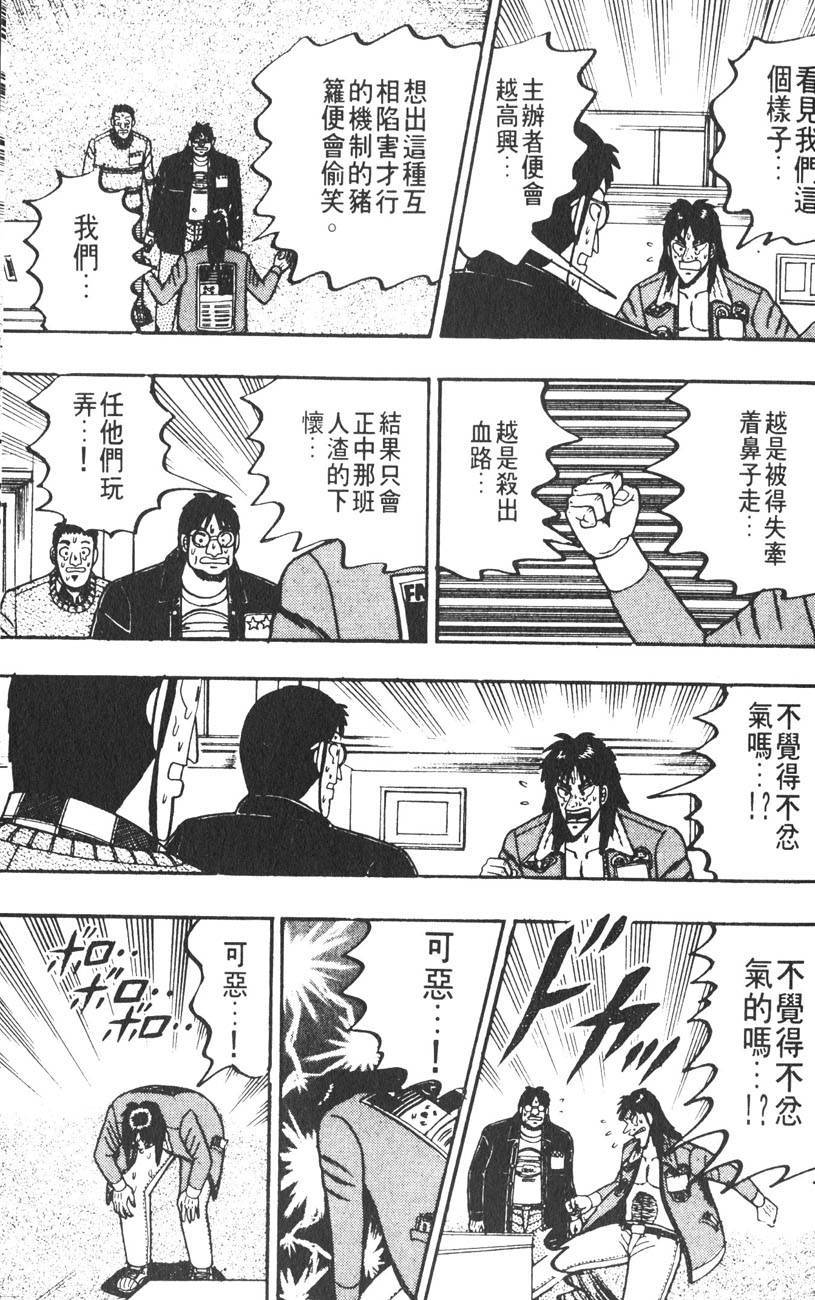 看見我們這
個樣子…
主辦者便會
越高興…
想出這種互
相陷害才行
的機制的豬
籮便會偷笑。
我們…
越是被得失牽
着鼻子走…
越是殺出
血路…
結果只會
正中那班
人渣的下
懷…
任他們玩
弄…！
不覺得不忿
氣嗎…!?
不覺得不忿
氣的嗎…!?
ドカッ
可惡…！
可惡…！
ボロ‥
ボロ‥
ボロ‥